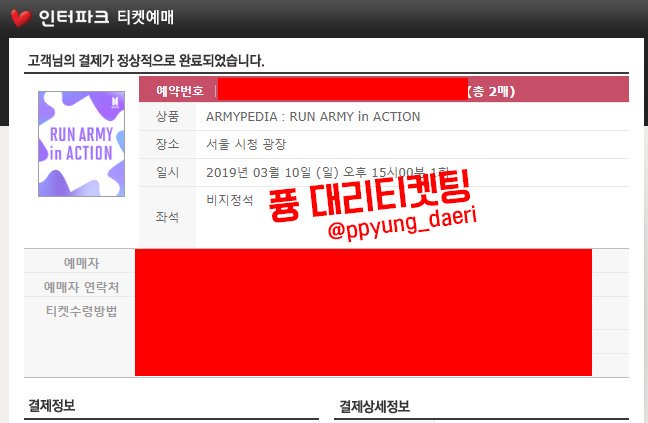 인터파크 티켓예매
고객님의 결제가 정상적으로 완료되었습니다.
예약번호 (총 2매)
RUN ARMY
in ACTION
상품 ARMYPEDIA : RUN ARMY in ACTION
장소 서울 시청 광장
일시 2019년 03월 10일 (일) 오후 15시00분 1회
좌석 비지정석
퓽 대리티켓팅
@ppyung_daeri
예매자
예매자 연락처
티켓수령방법
결제정보 결제상세정보